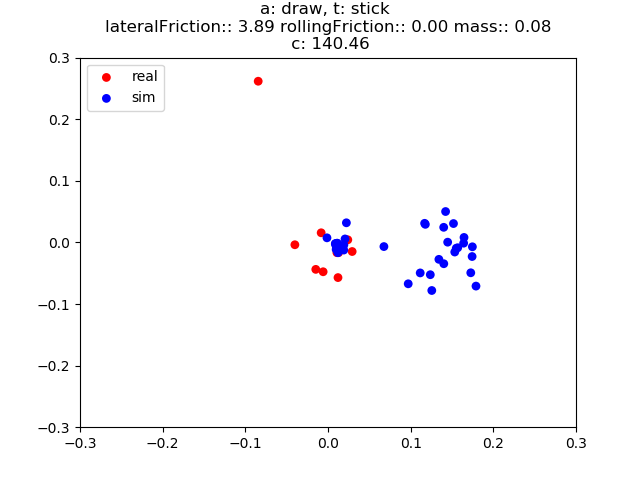 a: draw, t: stick
lateralFriction:: 3.89 rollingFriction:: 0.00 mass:: 0.08
c: 140.46
real
sim
0.3
0.2
0.1
0.0
−0.1
−0.2
−0.3
−0.3
−0.2
−0.1
0.0
0.1
0.2
0.3